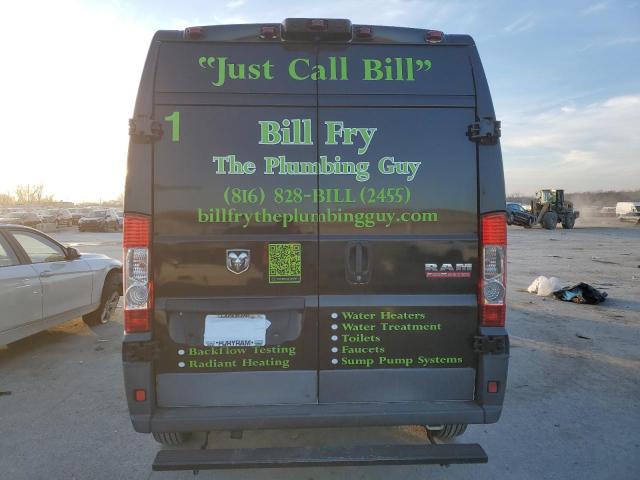 “Just Call Bill”
1
Bill Fry
The Plumbing Guy
(816) 828-BILL (2455)
billfrytheplumbingguy.com
RAM
• Water Heaters
• Water Treatment
• Toilets
• Faucets
• Sump Pump Systems
• Backflow Testing
• Radiant Heating